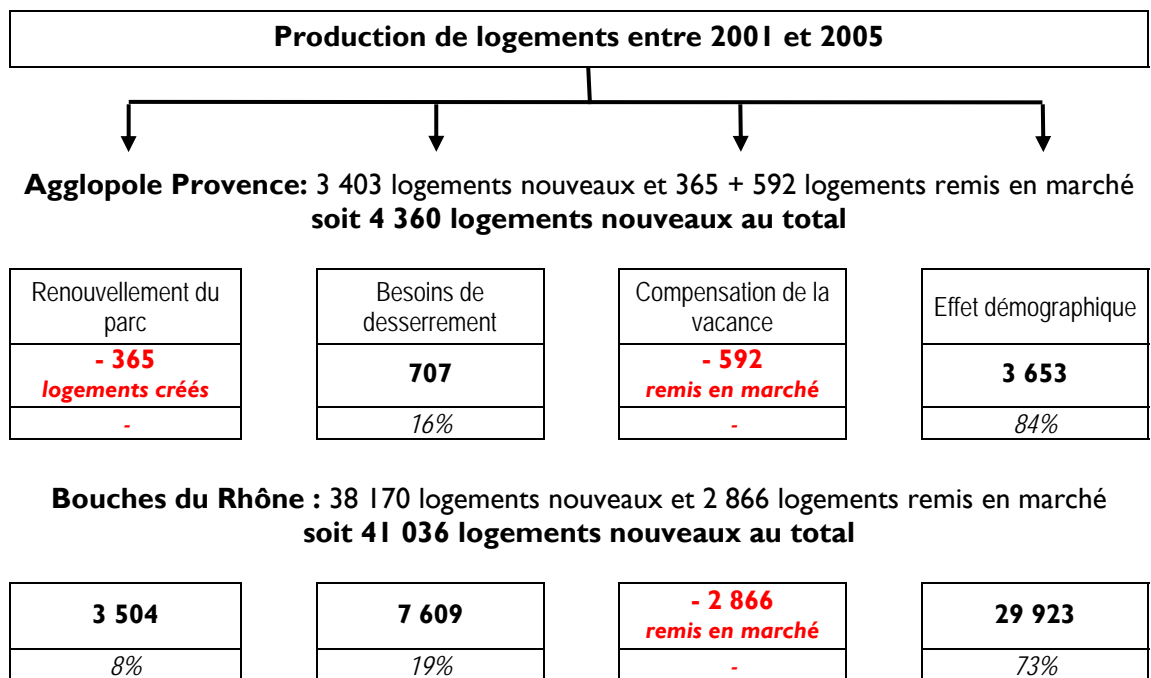 Production de logements entre 2001 et 2005
Agglopole Provence: 3 403 logements nouveaux et 365 + 592 logements remis en marché
soit 4 360 logements nouveaux au total
Renouvellement du
parc
- 365
logements créés
-
Besoins de
desserrement
707
16%
Compensation de la
vacance
- 592
remis en marché
-
Effet démographique
3 653
84%
Bouches du Rhône : 38 170 logements nouveaux et 2 866 logements remis en marché
soit 41 036 logements nouveaux au total
3 504
8%
7 609
19%
- 2 866
remis en marché
-
29 923
73%